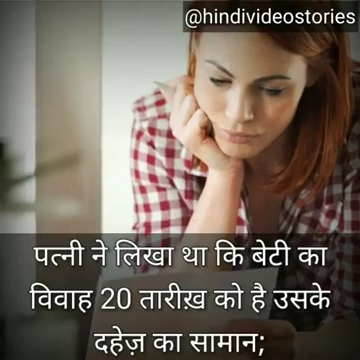 @hindivideostories
पत्नी ने लिखा था कि बेटी का
विवाह 20 तारीख़ को है उसके
दहेज़ का सामान;